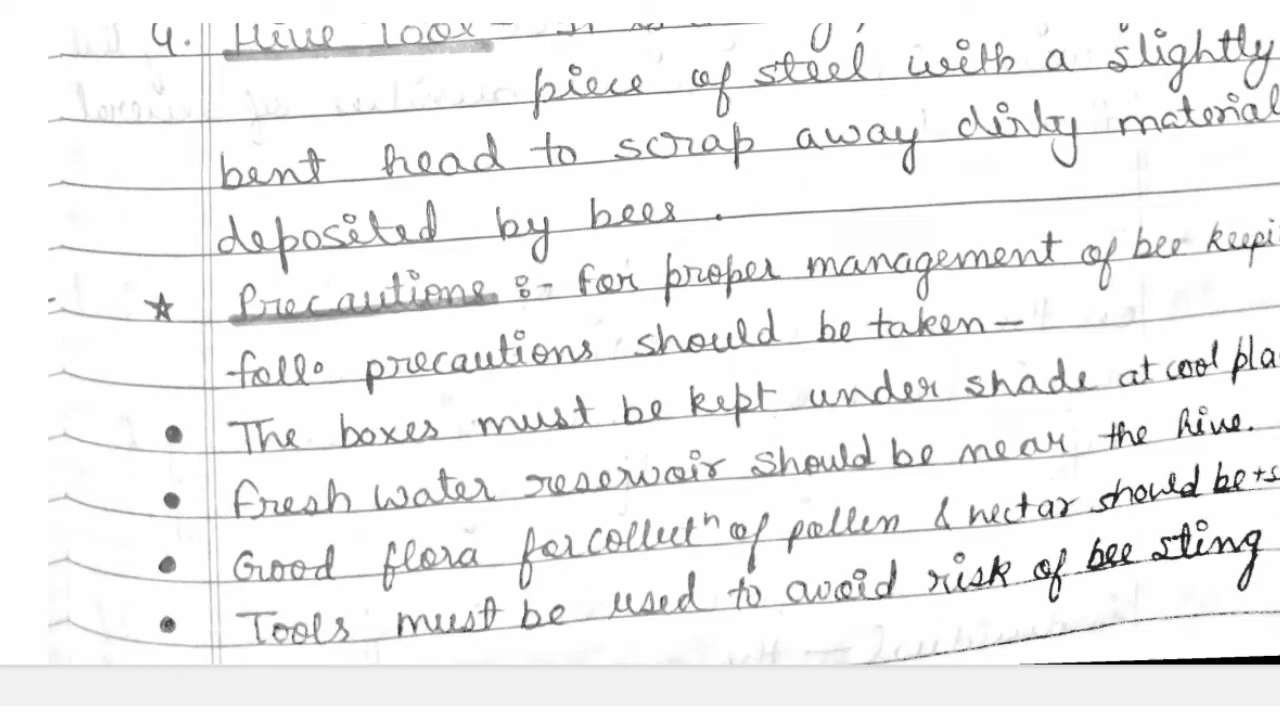 4. Hive Tool- It
piece of steel with a slightly
bent head to scrap away dirty material
deposited by bees.
★ Precautions :- for proper management of bee keepi
follo precautions should be taken-
• The boxes must be kept under shade at cool pla
• fresh water reservoir should be near the hive.
• Good flora for collectⁿ of pollen & nectar should be
• Tools must be used to avoid risk of bee sting